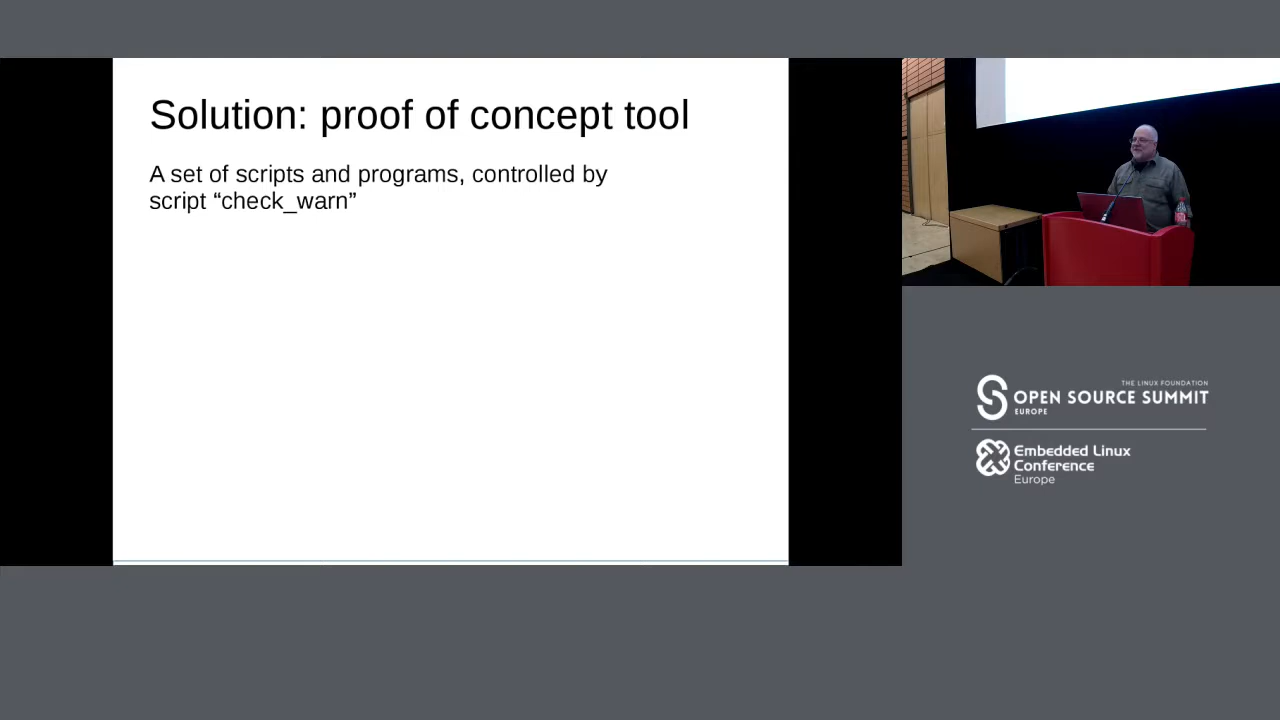 Solution: proof of concept tool
A set of scripts and programs, controlled by
script “check_warn”
THE LINUX FOUNDATION
OPEN SOURCE SUMMIT
EUROPE
Embedded Linux
Conference
Europe